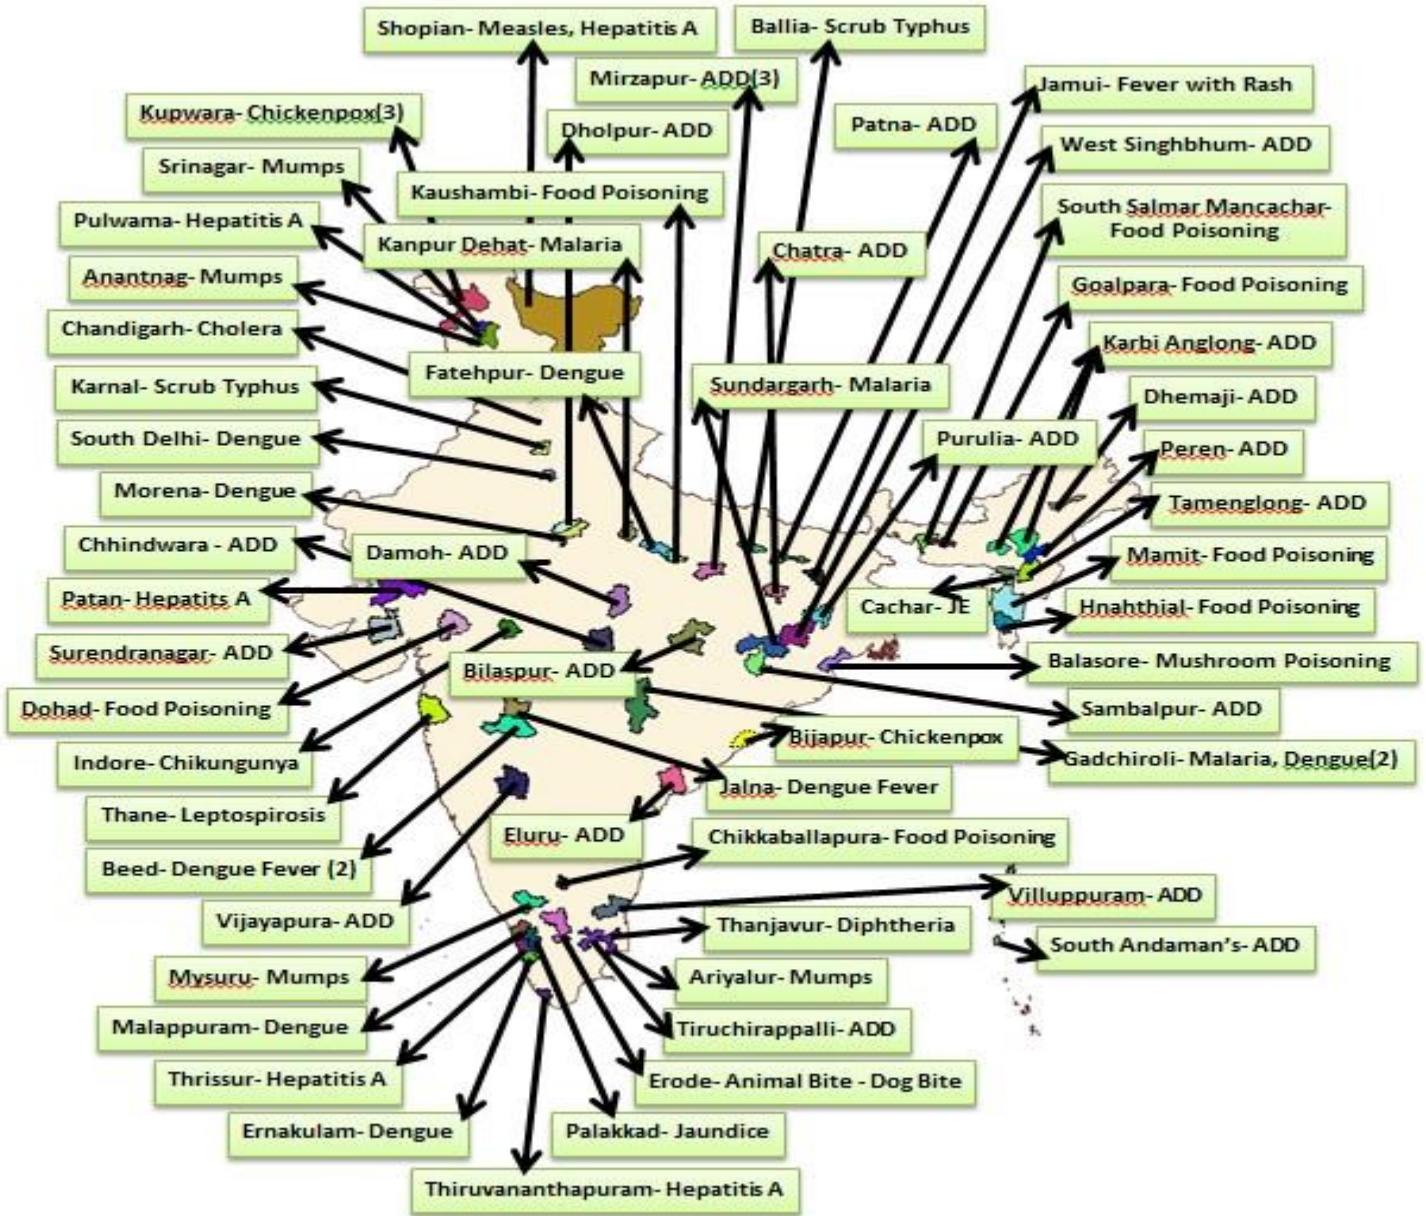 Shopian- Measles, Hepatitis A
Ballia- Scrub Typhus
Mirzapur- ADD(3)
Jamui- Fever with Rash
Kupwara- Chickenpox(3)
Dholpur- ADD
Patna- ADD
West Singhbhum- ADD
Srinagar- Mumps
Kaushambi- Food Poisoning
South Salmar Mancachar-
Food Poisoning
Pulwama- Hepatitis A
Kanpur Dehat- Malaria
Chatra- ADD
Anantnag- Mumps
Goalpara- Food Poisoning
Chandigarh- Cholera
Karbi Anglong- ADD
Fatehpur- Dengue
Karnal- Scrub Typhus
Sundargarh- Malaria
Dhemaji- ADD
South Delhi- Dengue
Purulia- ADD
Peren- ADD
Morena- Dengue
Tamenglong- ADD
Chhindwara - ADD
Damoh- ADD
Mamit- Food Poisoning
Patan- Hepatits A
Cachar- JE
Hnahthial- Food Poisoning
Surendranagar- ADD
Bilaspur- ADD
Balasore- Mushroom Poisoning
Dohad- Food Poisoning
Sambalpur- ADD
Bijapur- Chickenpox
Indore- Chikungunya
Gadchiroli- Malaria, Dengue(2)
Jalna- Dengue Fever
Thane- Leptospirosis
Eluru- ADD
Chikkaballapura- Food Poisoning
Beed- Dengue Fever (2)
Villuppuram- ADD
Vijayapura- ADD
Thanjavur- Diphtheria
South Andaman's- ADD
Mysuru- Mumps
Ariyalur- Mumps
Malappuram- Dengue
Tiruchirappalli- ADD
Thrissur- Hepatitis A
Erode- Animal Bite - Dog Bite
Ernakulam- Dengue
Palakkad- Jaundice
Thiruvananthapuram- Hepatitis A